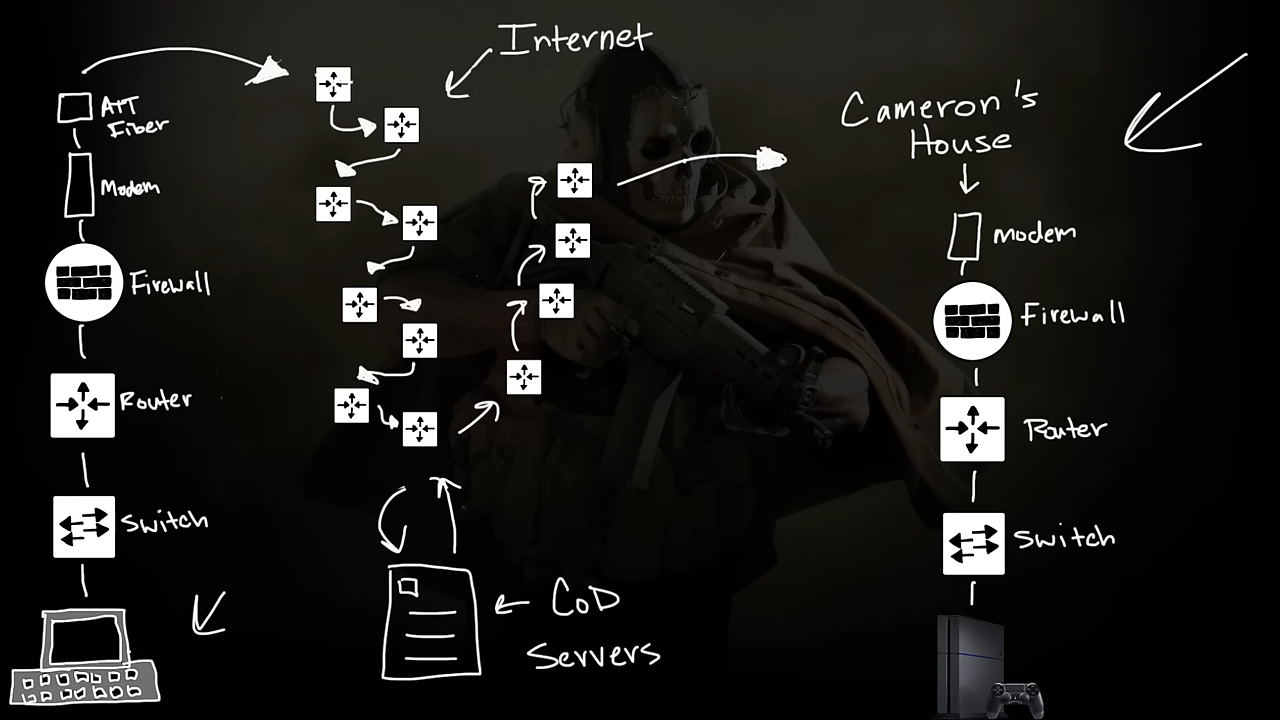 Internet
AtT
Fiber
Modem
Firewall
Router
Switch
CoD
Servers
Cameron's
House
modem
Firewall
Router
Switch